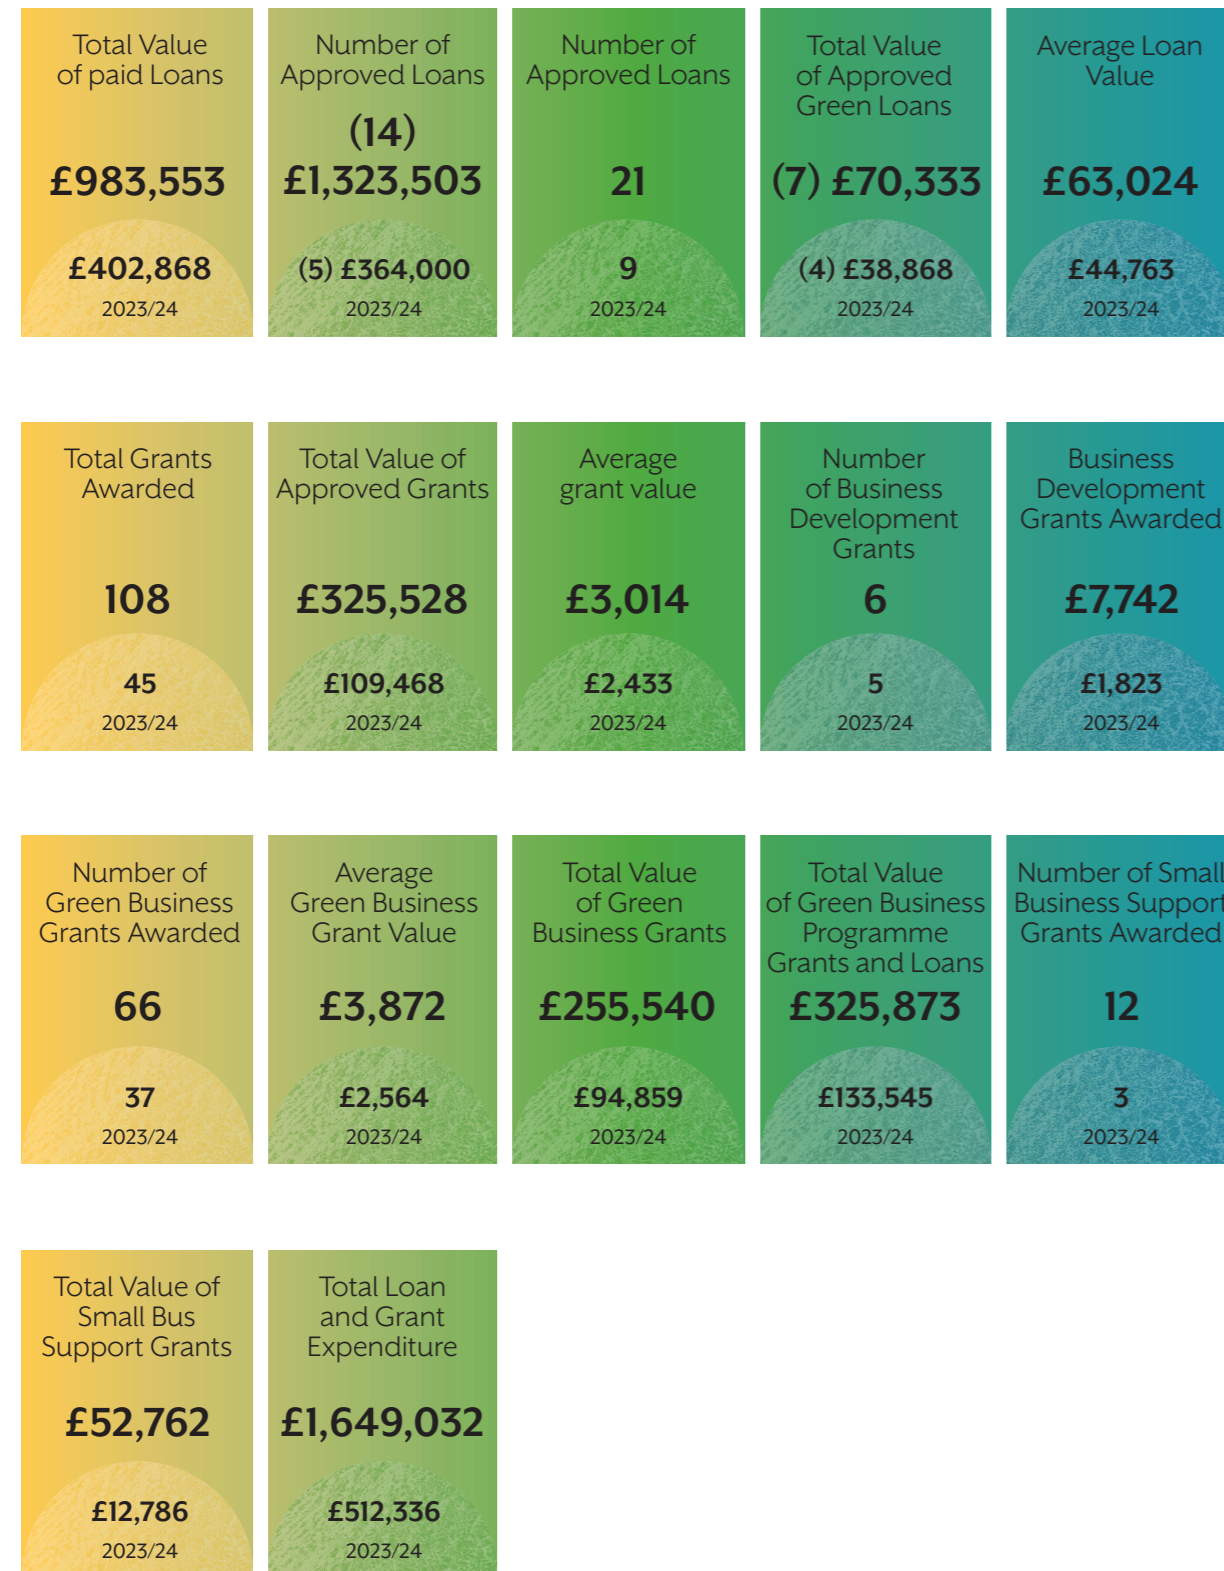 Total Value
of paid Loans
£983,553
£402,868
2023/24
Number of
Approved Loans
(14)
£1,323,503
(5) £364,000
2023/24
Number of
Approved Loans
21
9
2023/24
Total Value
of Approved
Green Loans
(7) £70,333
(4) £38,868
2023/24
Average Loan
Value
£63,024
£44,763
2023/24
Total Grants
Awarded
108
45
2023/24
Total Value of
Approved Grants
£325,528
£109,468
2023/24
Average
grant value
£3,014
£2,433
2023/24
Number
of Business
Development
Grants
6
5
2023/24
Business
Development
Grants Awarded
£7,742
£1,823
2023/24
Number of
Green Business
Grants Awarded
66
37
2023/24
Average
Green Business
Grant Value
£3,872
£2,564
2023/24
Total Value
of Green
Business Grants
£255,540
£94,859
2023/24
Total Value
of Green Business
Programme
Grants and Loans
£325,873
£133,545
2023/24
Number of Small
Business Support
Grants Awarded
12
3
2023/24
Total Value of
Small Bus
Support Grants
£52,762
£12,786
2023/24
Total Loan
and Grant
Expenditure
£1,649,032
£512,336
2023/24